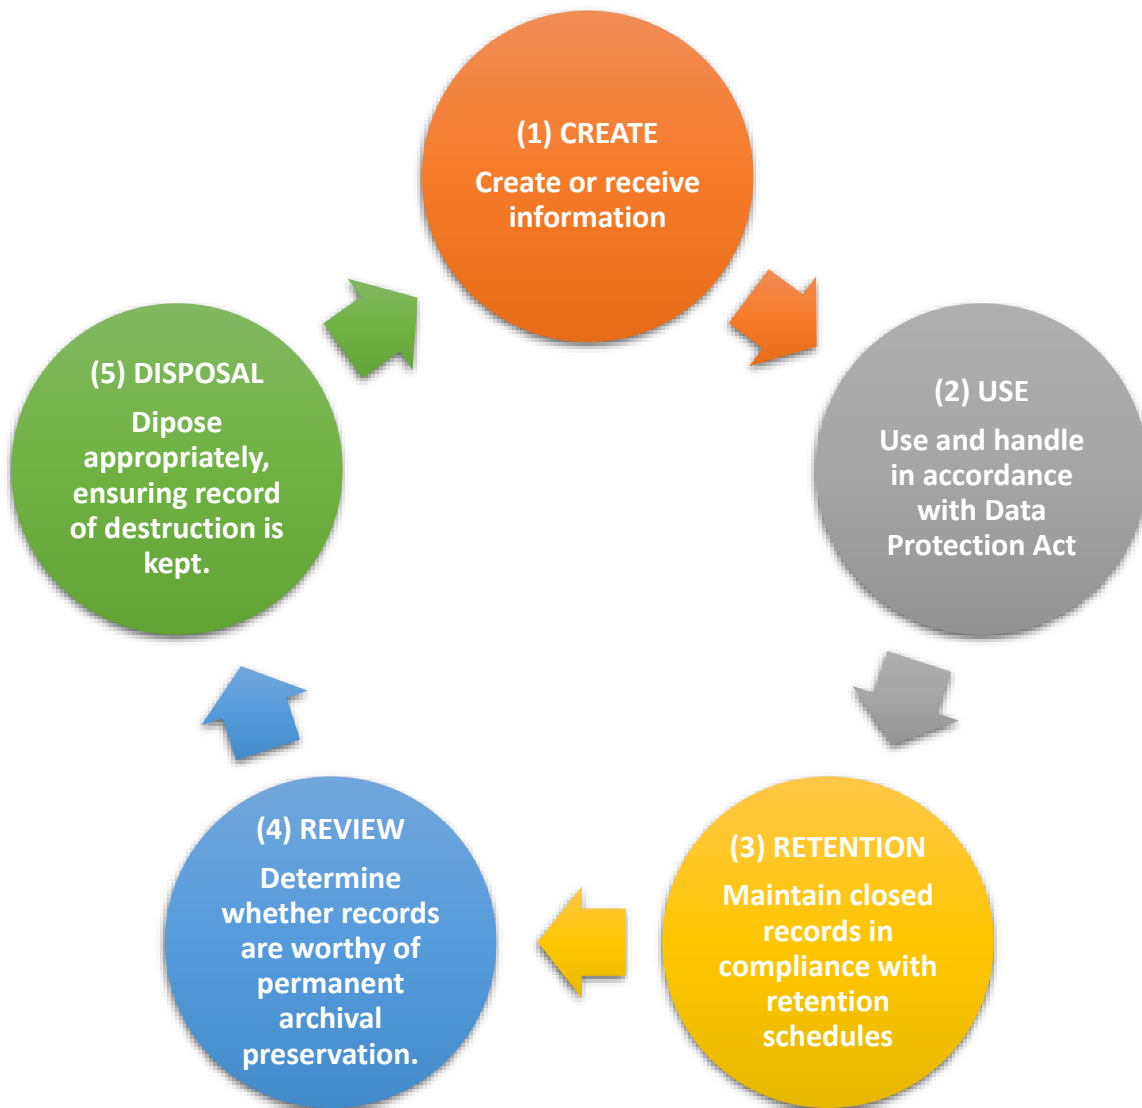 (1) CREATE
Create or receive
information
(2) USE
Use and handle
in accordance
with Data
Protection Act
(3) RETENTION
Maintain closed
records in
compliance with
retention
schedules
(4) REVIEW
Determine
whether records
are worthy of
permanent
archival
preservation.
(5) DISPOSAL
Dipose
appropriately,
ensuring record
of destruction is
kept.